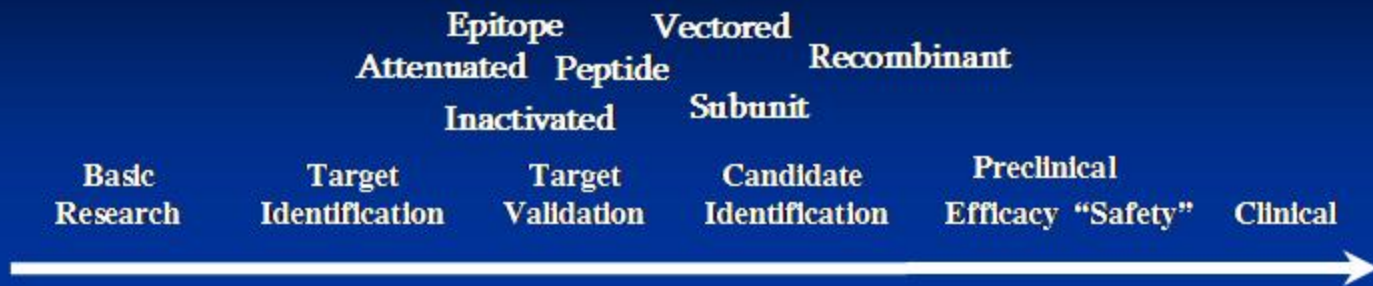 Epitope Vectored
Attenuated Peptide Recombinant
Inactivated Subunit
Basic Research
Target Identification
Target Validation
Candidate Identification
Preclinical
Efficacy “Safety”
Clinical